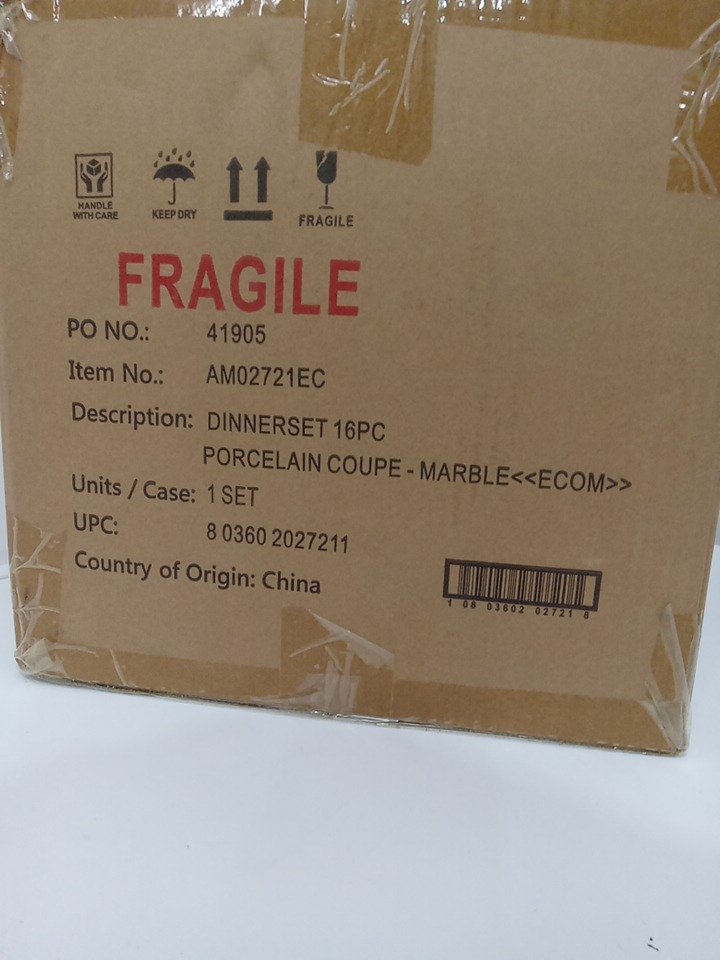 HANDLE
WITH CARE
KEEP DRY
FRAGILE
FRAGILE
PO NO.: 41905
Item No.: AM02721EC
Description: DINNERSET 16PC
PORCELAIN COUPE - MARBLE<<ECOM>>
Units / Case: 1 SET
UPC: 8 0360 2027211
Country of Origin: China
1 08 03602 02721 8